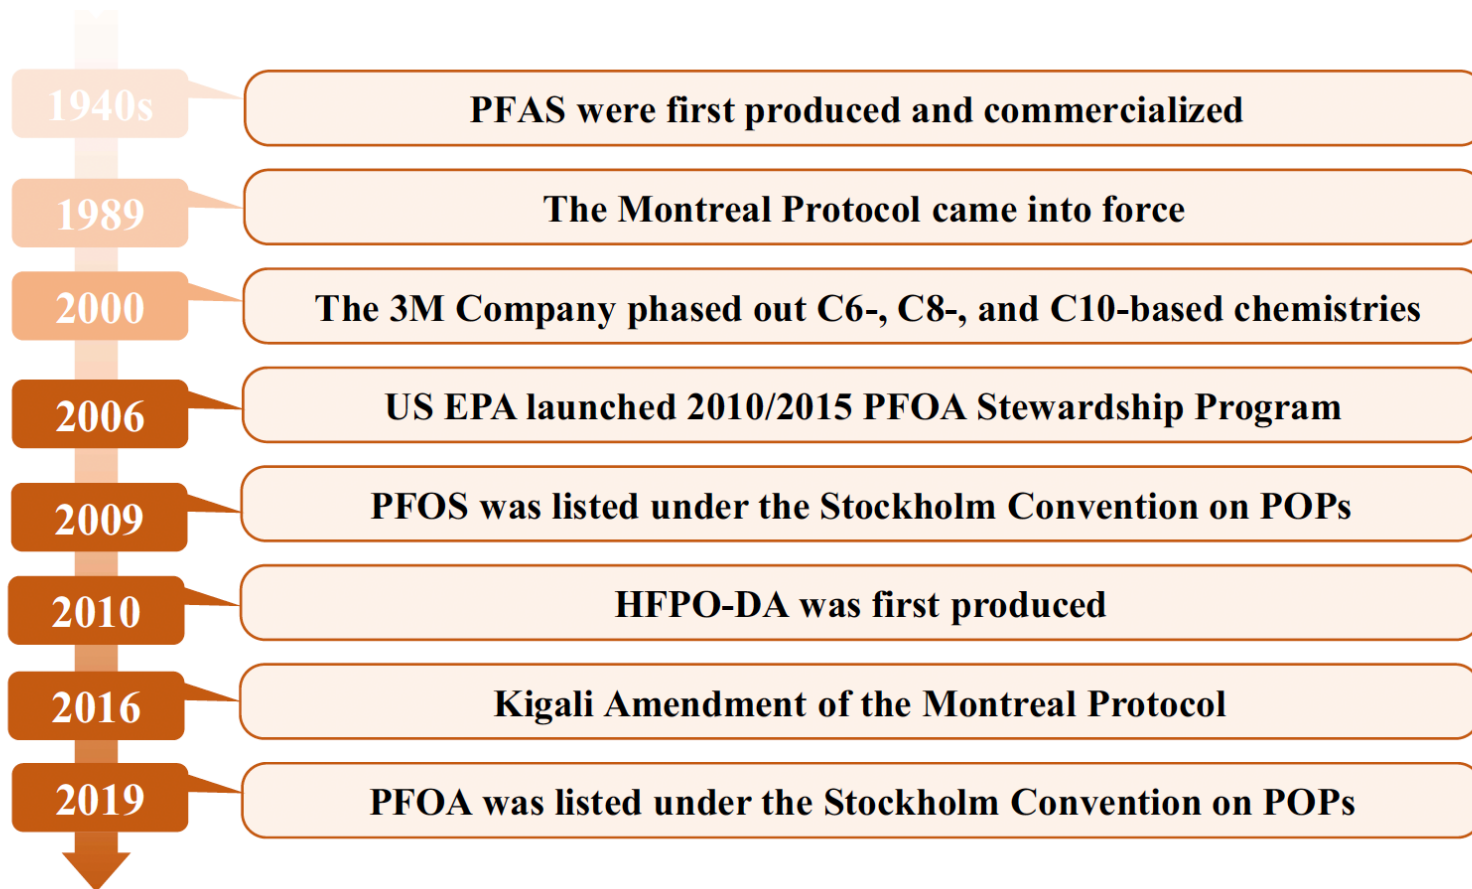 1940s
PFAS were first produced and commercialized
1989
The Montreal Protocol came into force
2000
The 3M Company phased out C6-, C8-, and C10-based chemistries
2006
US EPA launched 2010/2015 PFOA Stewardship Program
2009
PFOS was listed under the Stockholm Convention on POPs
2010
HFPO-DA was first produced
2016
Kigali Amendment of the Montreal Protocol
2019
PFOA was listed under the Stockholm Convention on POPs